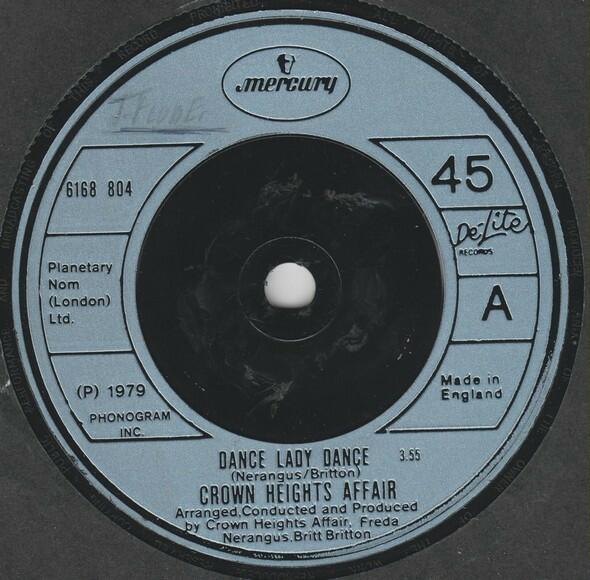 mercury
6168 804
Planetary
Nom
(London)
Ltd.
(P) 1979
PHONOGRAM
INC.
45
De-Lite
RECORDS
A
Made in
England
DANCE LADY DANCE 3.55
(Nerangus/Britton)
CROWN HEIGHTS AFFAIR
Arranged,Conducted and Produced
by Crown Heights Affair, Freda
Nerangus.Britt Britton